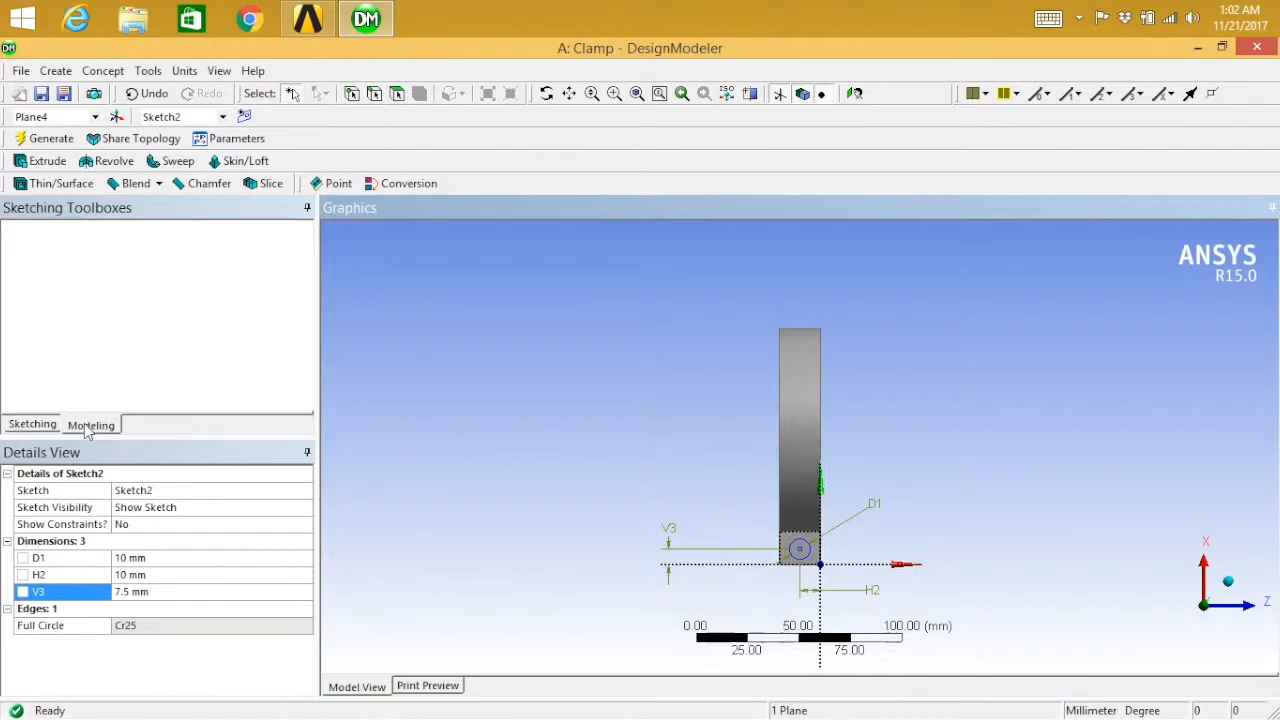 1:02 AM
11/21/2017
DM
DM
A: Clamp - DesignModeler
File Create Concept Tools Units View Help
Undo Redo Select:
Plane4 Sketch2
Generate Share Topology Parameters
Extrude Revolve Sweep Skin/Loft
Thin/Surface Blend Chamfer Slice Point Conversion
Sketching Toolboxes
Graphics
ANSYS
R15.0
Sketching Modeling
Details View
Details of Sketch2
Sketch Sketch2
Sketch Visibility Show Sketch
Show Constraints? No
Dimensions: 3
D1 10 mm
H2 10 mm
V3 7.5 mm
Edges: 1
Full Circle Cr25
D1
V3
H2
X
Z
0.00 50.00 100.00 (mm)
25.00 75.00
Model View Print Preview
Ready 1 Plane Millimeter Degree 0 0